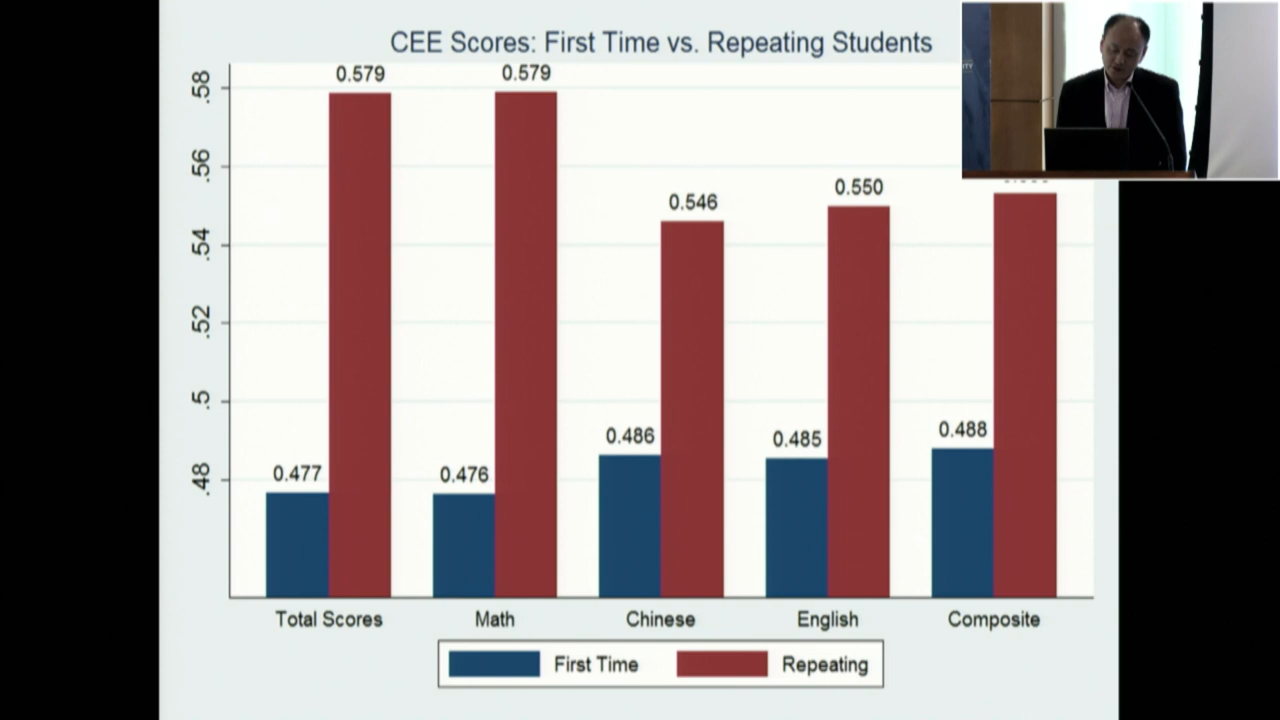 CEE Scores: First Time vs. Repeating Students
.58
.56
.54
.52
.5
.48
0.477
0.579
0.476
0.579
0.486
0.546
0.485
0.550
0.488
Total Scores
Math
Chinese
English
Composite
First Time
Repeating